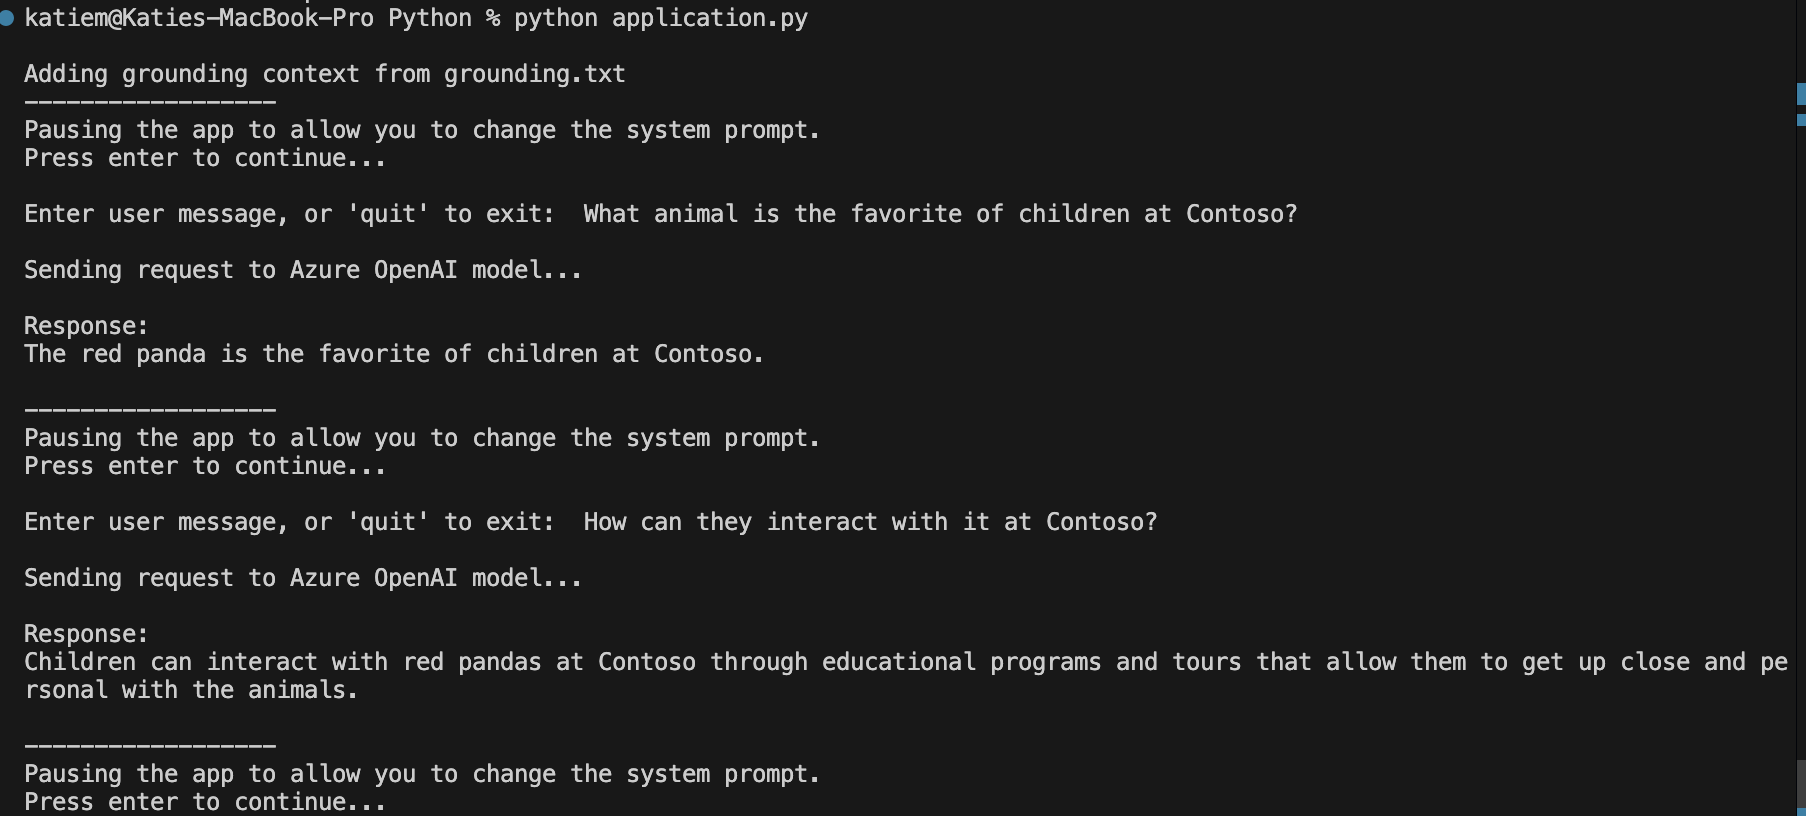 katiem@Katies-MacBook-Pro Python % python application.py
Adding grounding context from grounding.txt
------------------
Pausing the app to allow you to change the system prompt.
Press enter to continue...
Enter user message, or 'quit' to exit:  What animal is the favorite of children at Contoso?
Sending request to Azure OpenAI model...
Response:
The red panda is the favorite of children at Contoso.
------------------
Pausing the app to allow you to change the system prompt.
Press enter to continue...
Enter user message, or 'quit' to exit:  How can they interact with it at Contoso?
Sending request to Azure OpenAI model...
Response:
Children can interact with red pandas at Contoso through educational programs and tours that allow them to get up close and pe
rsonal with the animals.
------------------
Pausing the app to allow you to change the system prompt.
Press enter to continue...